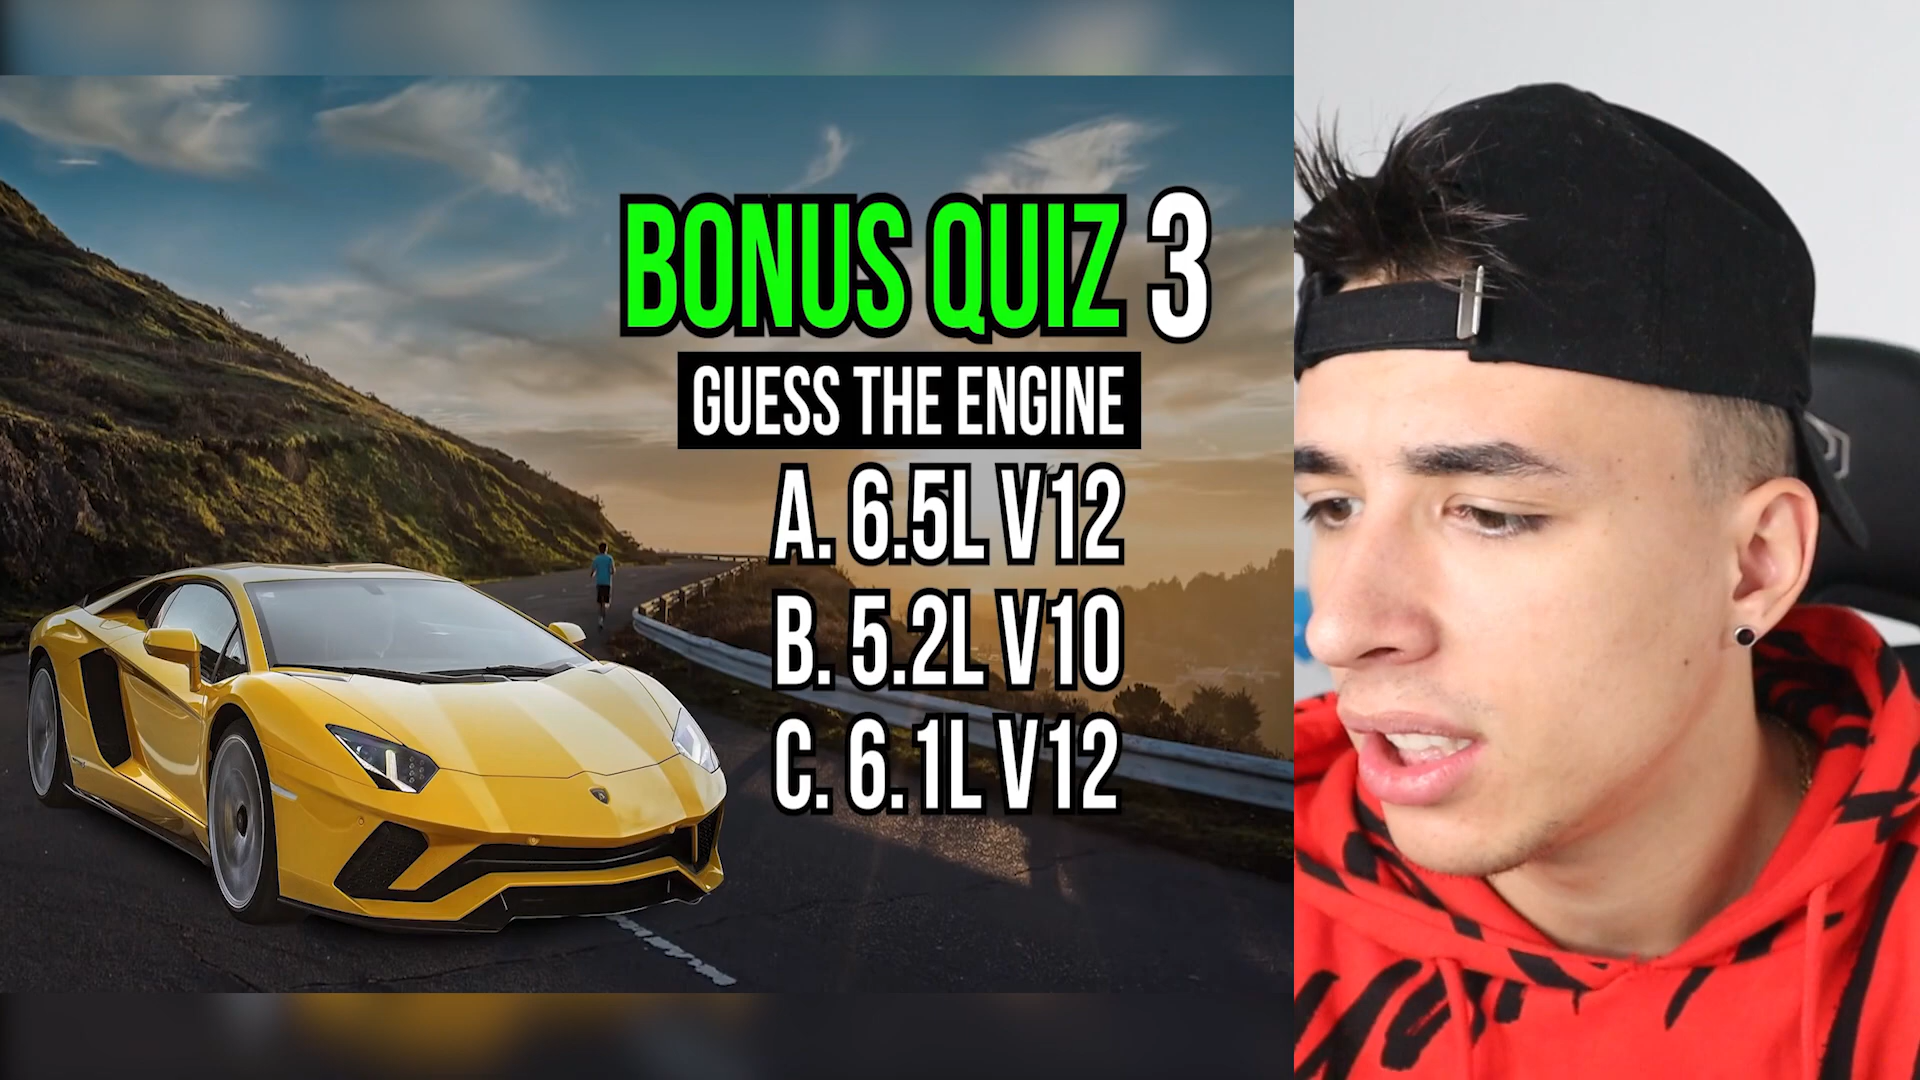 BONUS QUIZ 3
GUESS THE ENGINE
A. 6.5L V12
B. 5.2L V10
C. 6.1L V12